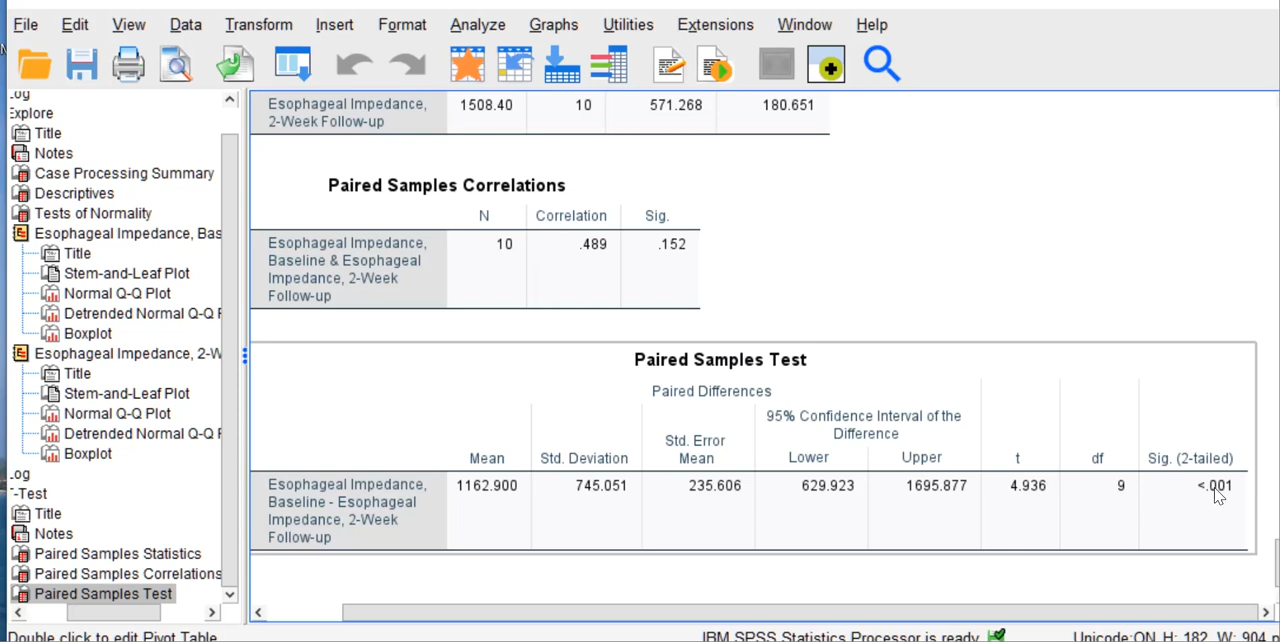 File Edit View Data Transform Insert Format Analyze Graphs Utilities Extensions Window Help
Log
Explore
Title
Notes
Case Processing Summary
Descriptives
Tests of Normality
Esophageal Impedance, Bas
Title
Stem-and-Leaf Plot
Normal Q-Q Plot
Detrended Normal Q-Q
Boxplot
Esophageal Impedance, 2-W
Title
Stem-and-Leaf Plot
Normal Q-Q Plot
Detrended Normal Q-Q
Boxplot
Log
-Test
Title
Notes
Paired Samples Statistics
Paired Samples Correlations
Paired Samples Test
Esophageal Impedance, 1508.40 10 571.268 180.651
2-Week Follow-up
Paired Samples Correlations
N Correlation Sig.
Esophageal Impedance, 10 .489 .152
Baseline & Esophageal
Impedance, 2-Week
Follow-up
Paired Samples Test
Paired Differences
95% Confidence Interval of the
Difference
Std. Error
Mean Std. Deviation Mean Lower Upper t df Sig. (2-tailed)
Esophageal Impedance, 1162.900 745.051 235.606 629.923 1695.877 4.936 9 <.001
Baseline - Esophageal
Impedance, 2-Week
Follow-up
Double click to edit Pivot Table IBM SPSS Statistics Processor is ready Unicode:ON H: 182, W: 904